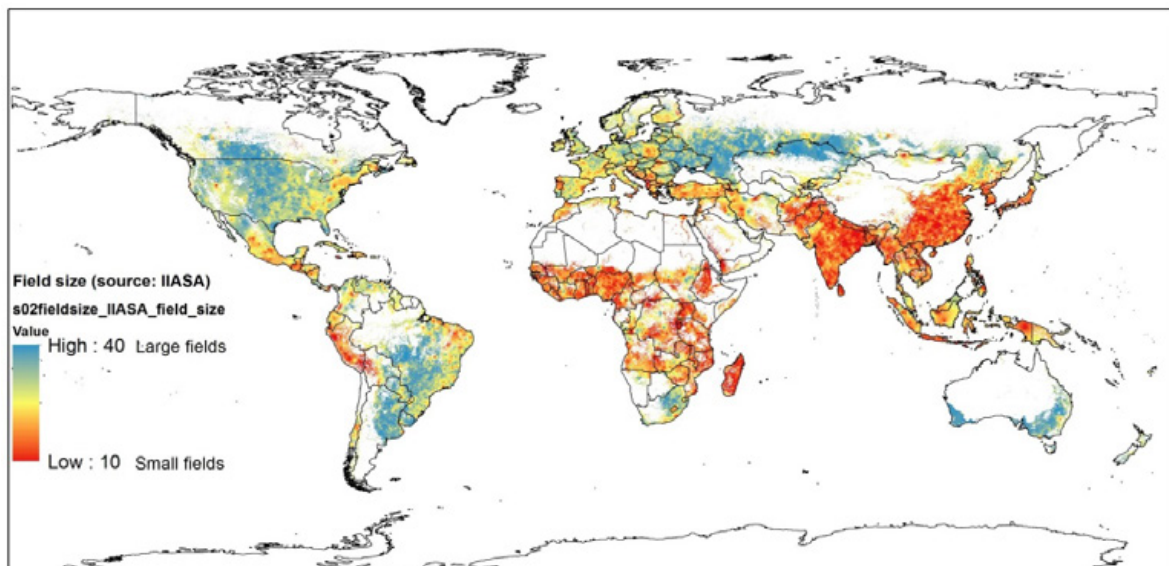 Field size (source: IIASA)
s02fieldsize_IIASA_field_size
Value
High : 40 Large fields
Low : 10 Small fields